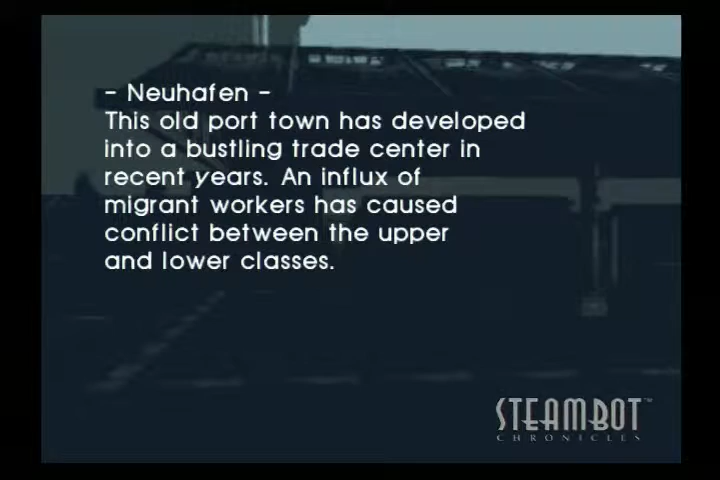 - Neuhafen -
This old port town has developed
into a bustling trade center in
recent years. An influx of
migrant workers has caused
conflict between the upper
and lower classes.
STEAMBOT™
CHRONICLES